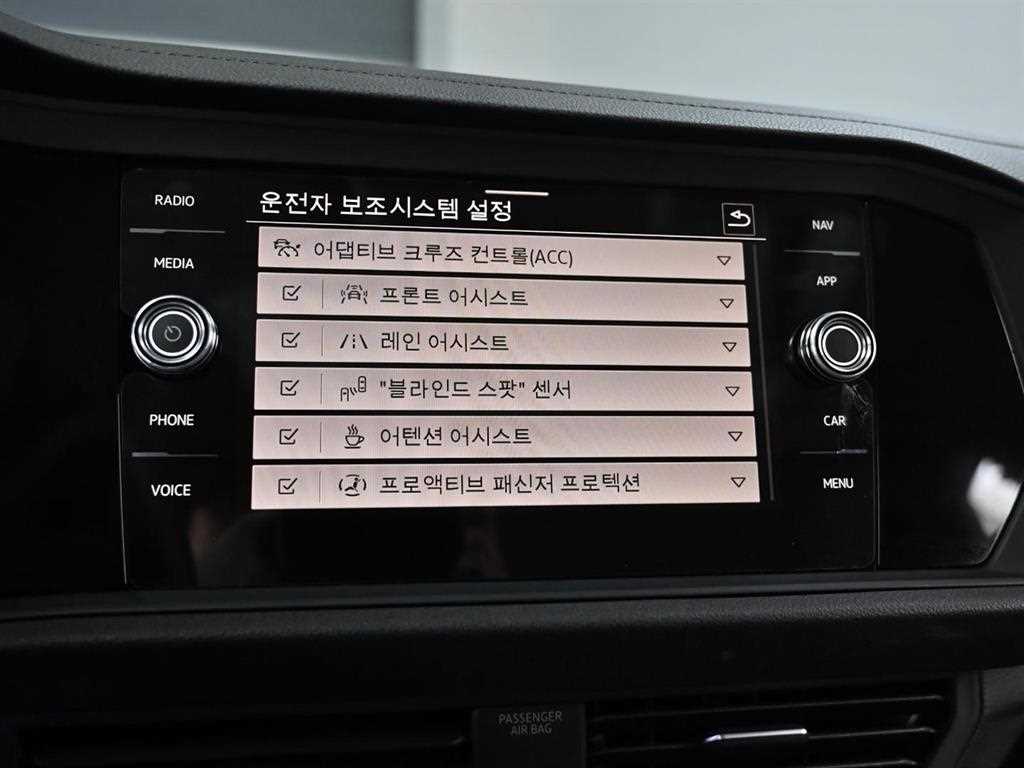 RADIO
MEDIA
PHONE
VOICE
운전자 보조시스템 설정
어댑티브 크루즈 컨트롤(ACC)
프론트 어시스트
레인 어시스트
"블라인드 스팟" 센서
어텐션 어시스트
프로액티브 패신저 프로텍션
NAV
APP
CAR
MENU
PASSENGER
AIR BAG